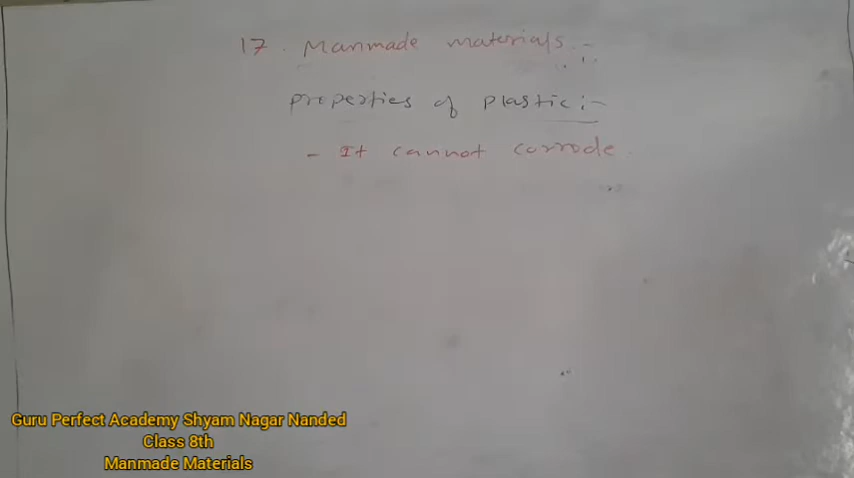 17. Manmade materials :-
properties of plastic :-
- It cannot corrode.
Guru Perfect Academy Shyam Nagar Nanded
Class 8th
Manmade Materials